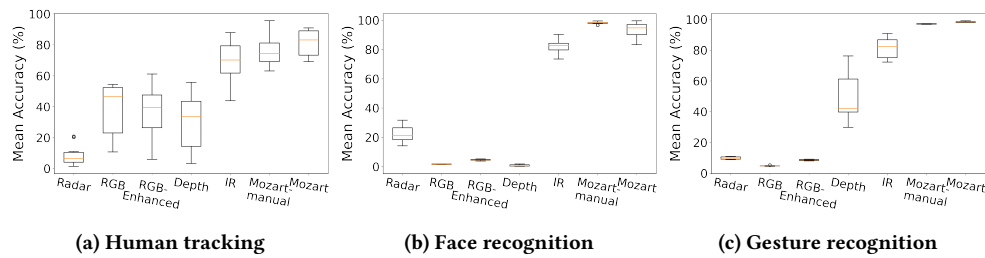 Mean Accuracy (%)
100
80
60
40
20
0
Radar
RGB
RGB-
Enhanced
Depth
IR
Mozart-
manual
Mozart
(a) Human tracking
Mean Accuracy (%)
100
80
60
40
20
0
Radar
RGB
RGB-
Enhanced
Depth
IR
Mozart-
manual
Mozart
(b) Face recognition
Mean Accuracy (%)
100
80
60
40
20
0
Radar
RGB
RGB-
Enhanced
Depth
IR
Mozart-
manual
Mozart
(c) Gesture recognition